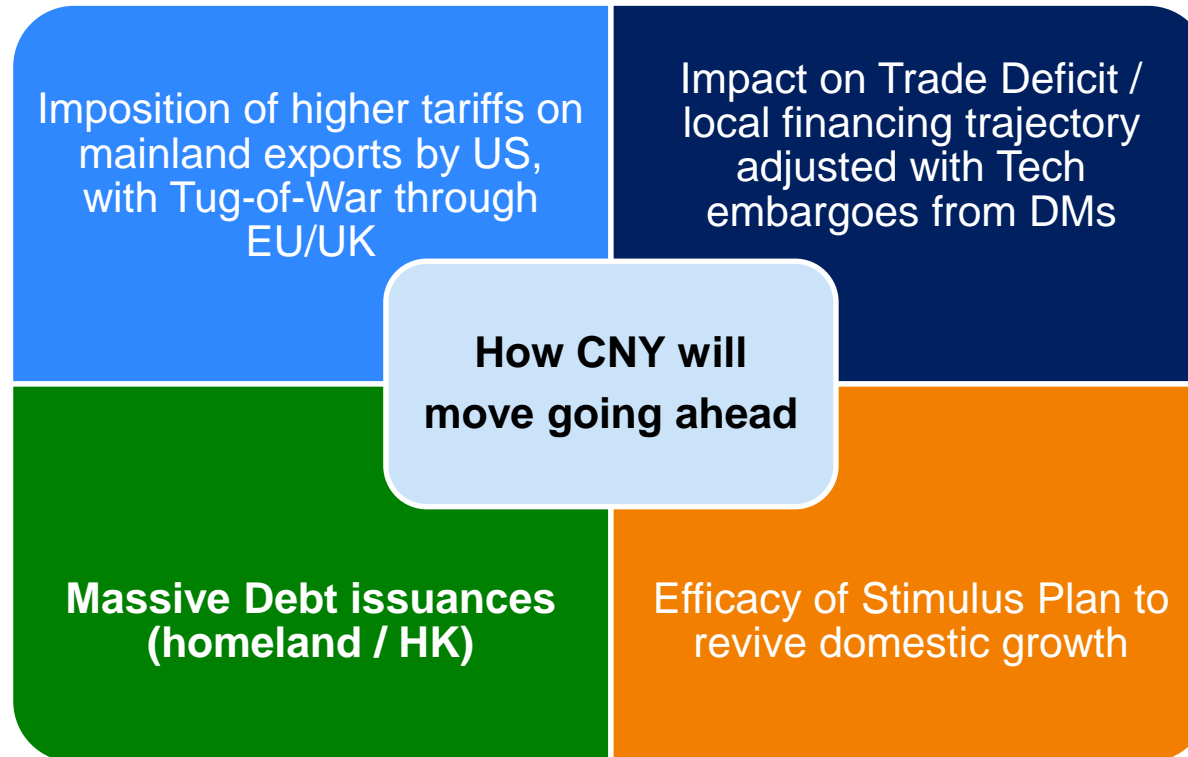 Imposition of higher tariffs on
mainland exports by US,
with Tug-of-War through
EU/UK
Impact on Trade Deficit /
local financing trajectory
adjusted with Tech
embargoes from DMs
How CNY will
move going ahead
Massive Debt issuances
(homeland / HK)
Efficacy of Stimulus Plan to
revive domestic growth